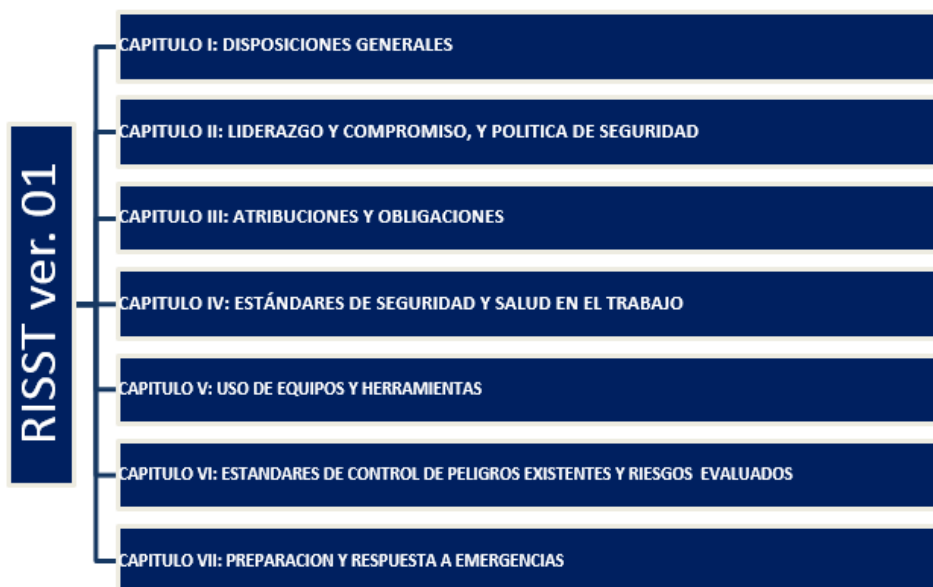 RISST ver. 01
CAPITULO I: DISPOSICIONES GENERALES
CAPITULO II: LIDERAZGO Y COMPROMISO, Y POLITICA DE SEGURIDAD
CAPITULO III: ATRIBUCIONES Y OBLIGACIONES
CAPITULO IV: ESTÁNDARES DE SEGURIDAD Y SALUD EN EL TRABAJO
CAPITULO V: USO DE EQUIPOS Y HERRAMIENTAS
CAPITULO VI: ESTANDARES DE CONTROL DE PELIGROS EXISTENTES Y RIESGOS EVALUADOS
CAPITULO VII: PREPARACION Y RESPUESTA A EMERGENCIAS